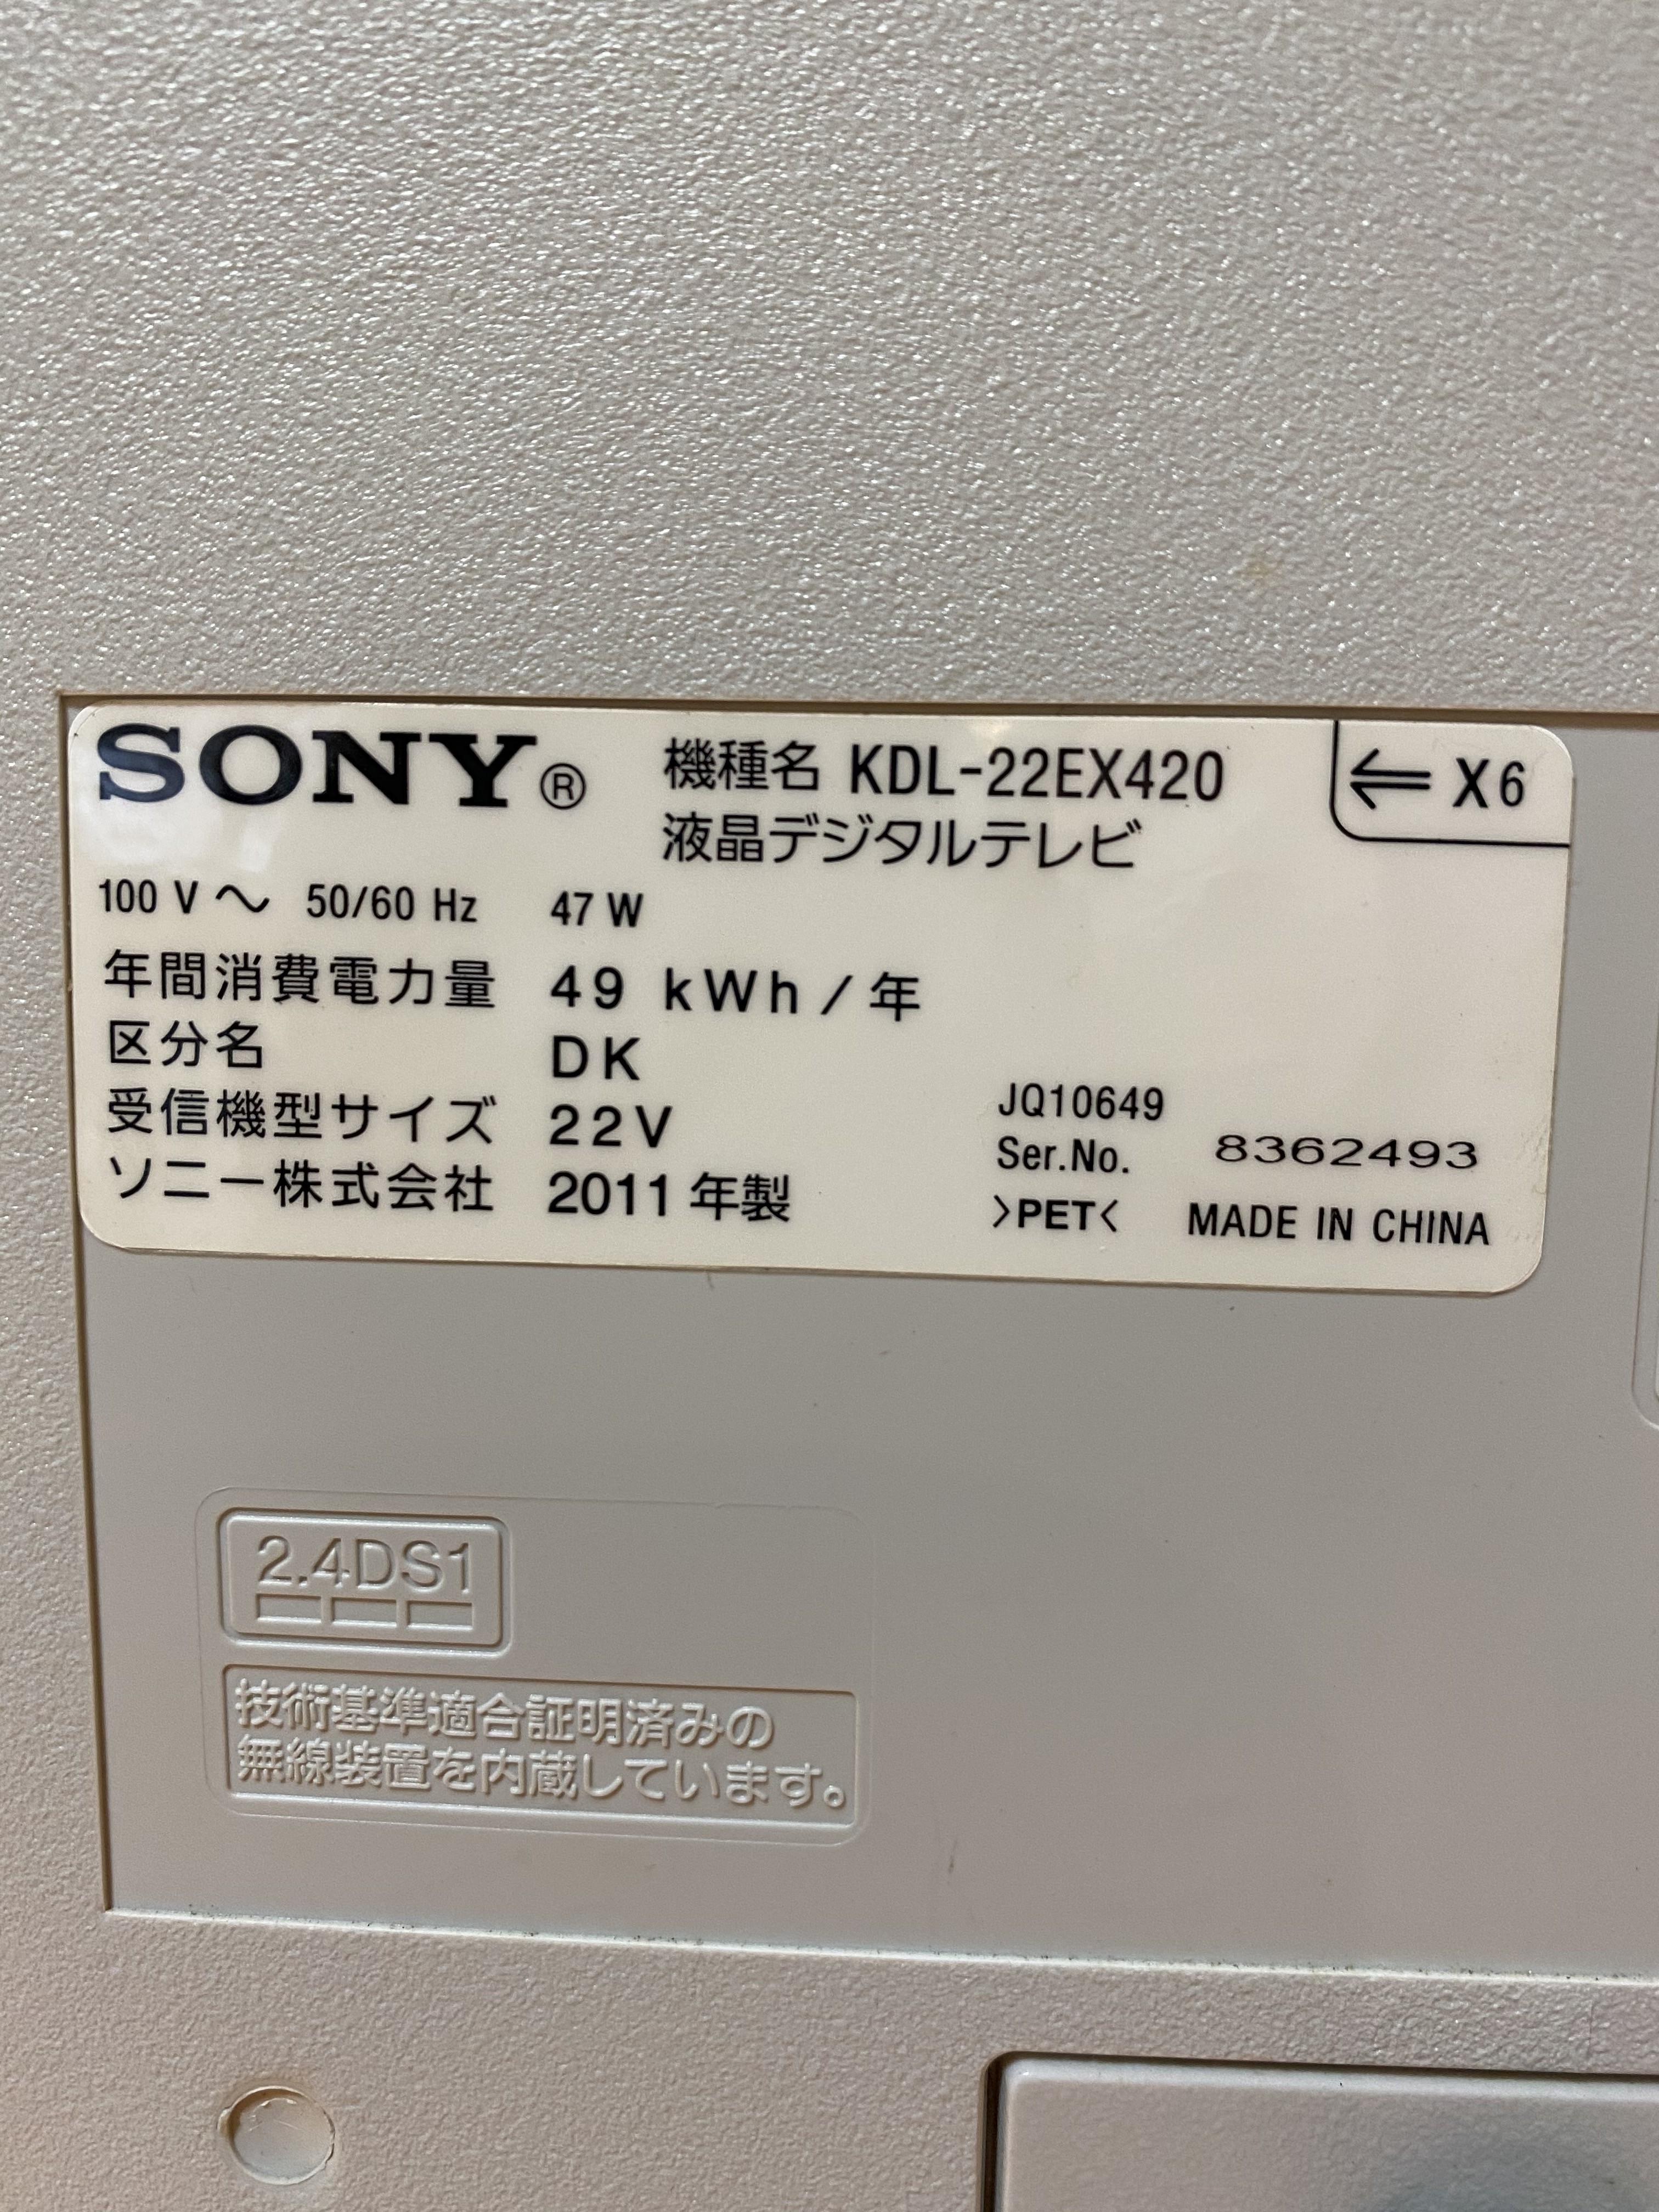 SONY®
機種名 KDL-22EX420
⇐ X6
液晶デジタルテレビ
100 V ～ 50/60 Hz 47 W
年間消費電力量 49 kWh/年
区分名 DK
受信機型サイズ 22V
JQ10649
Ser.No. 8362493
ソニー株式会社 2011 年製
>PET< MADE IN CHINA
2.4DS1
技術基準適合証明済みの
無線装置を内蔵しています。